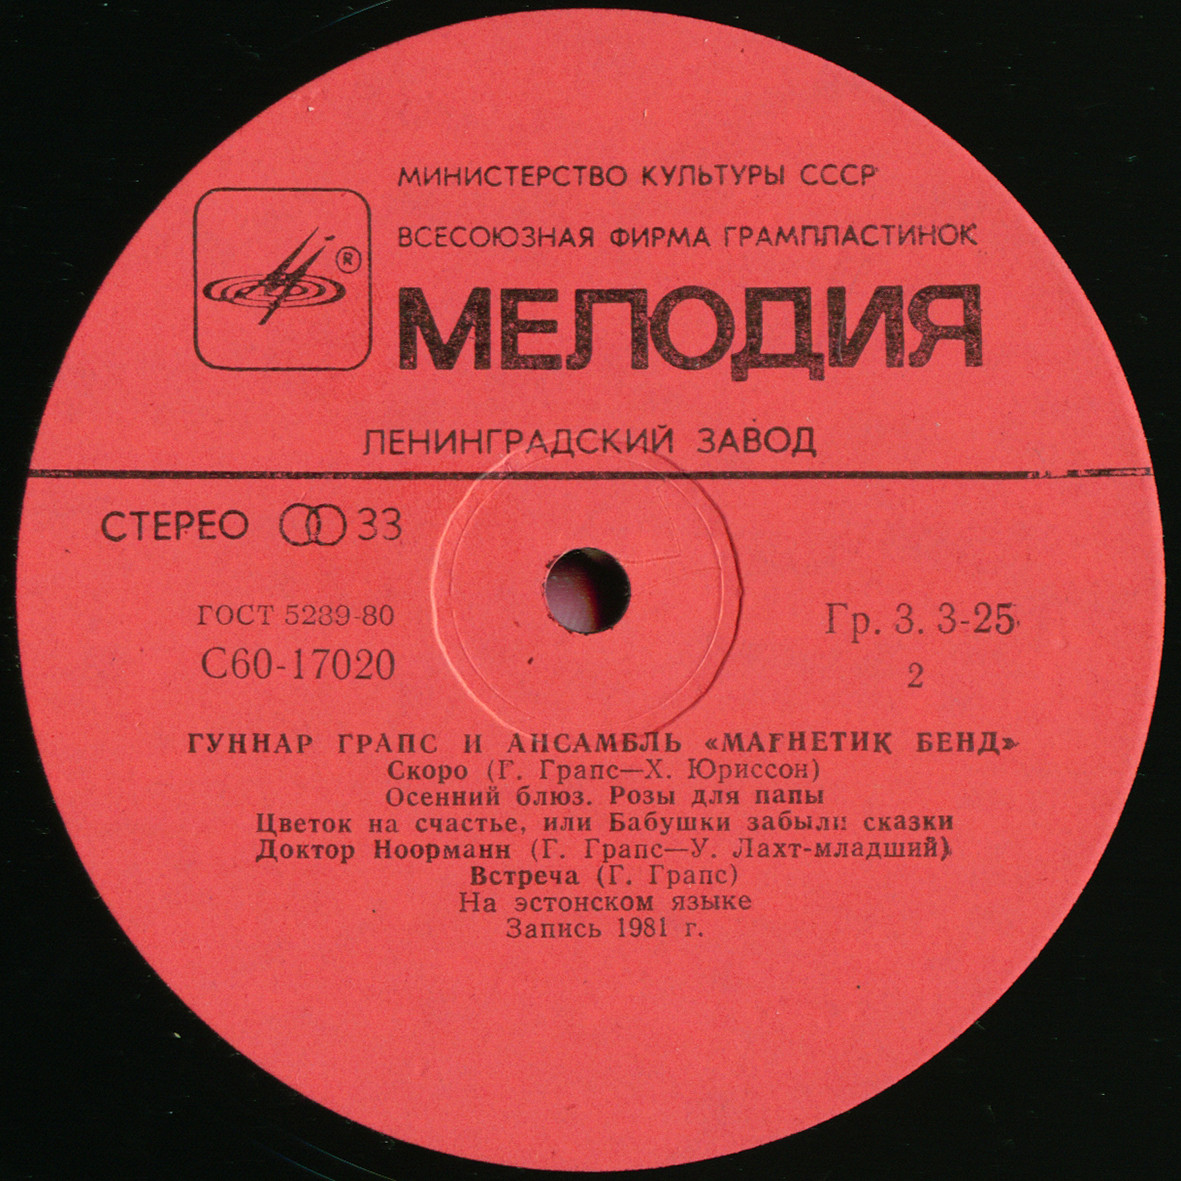 МИНИСТЕРСТВО КУЛЬТУРЫ СССР
ВСЕСОЮЗНАЯ ФИРМА ГРАМПЛАСТИНОК
®
МЕЛОДИЯ
ЛЕНИНГРАДСКИЙ ЗАВОД
СТЕРЕО 33
ГОСТ 5289-80
С60-17020
Гр. 3. 3-25
2
ГУННАР ГРАПС И АНСАМБЛЬ «МАГНЕТИК БЕНД»
Скоро (Г. Грапс—Х. Юриссон)
Осенний блюз. Розы для папы
Цветок на счастье, или Бабушки забыли сказки
Доктор Ноорманн (Г. Грапс—У. Лахт-младший)
Встреча (Г. Грапс)
На эстонском языке
Запись 1981 г.